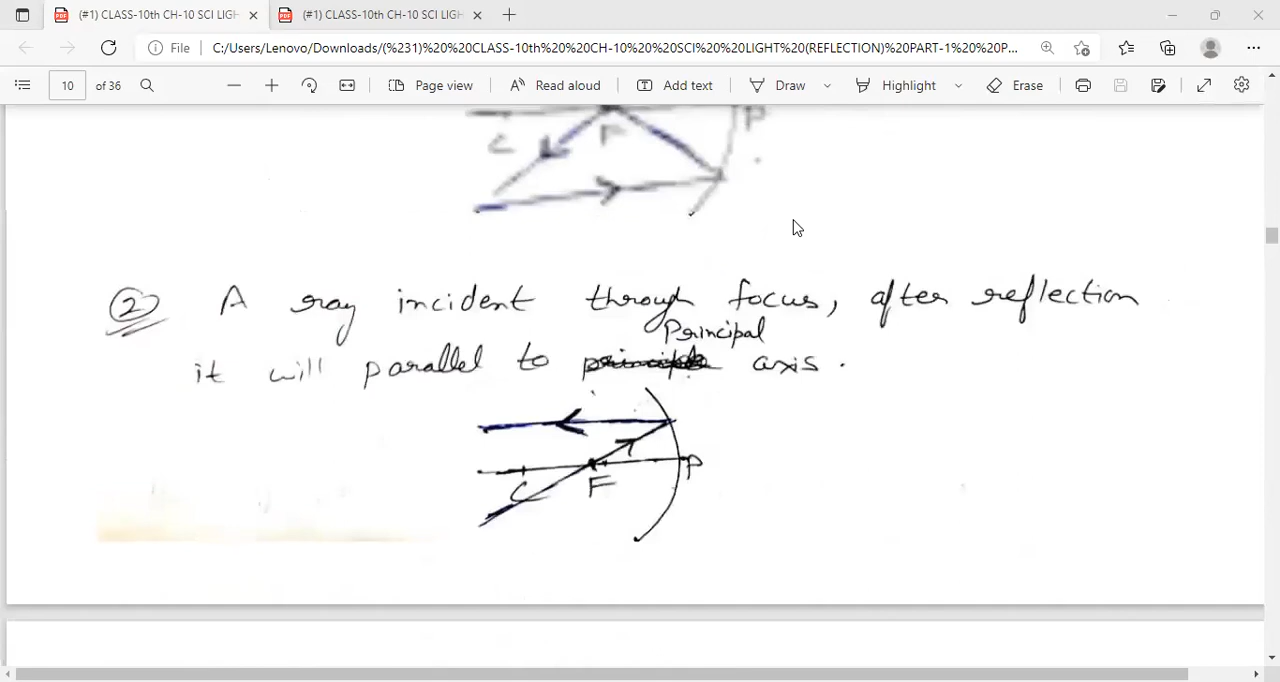 (#1) CLASS-10th CH-10 SCI LIGH
(#1) CLASS-10th CH-10 SCI LIGH
File
C:/Users/Lenovo/Downloads/(%231)%20%20CLASS-10th%20%20CH-10%20%20SCI%20%20LIGHT%20(REFLECTION)%20PART-1%20%20P...
10 of 36
Page view
Read aloud
Add text
Draw
Highlight
Erase
C F P
(2) A ray incident through focus, after reflection
Principal
it will parallel to axis.
C F P